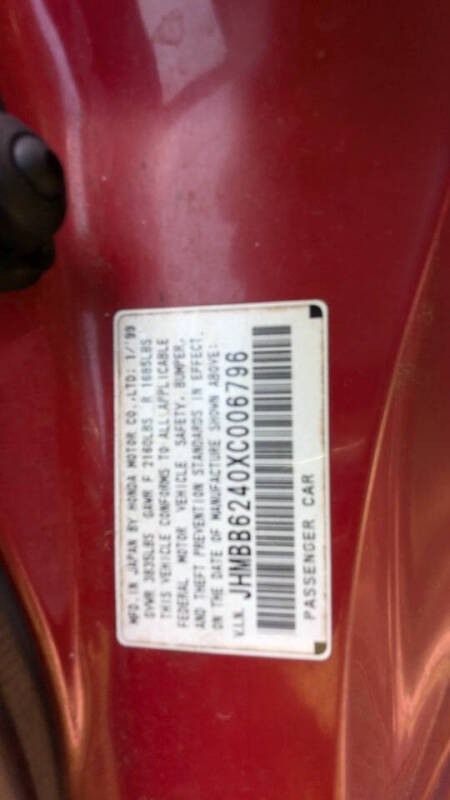 MFD. IN JAPAN BY HONDA MOTOR CO.,LTD: 1/'99
GVWR 3835LBS GAWR F 2160LBS R 1685LBS
THIS VEHICLE CONFORMS TO ALL APPLICABLE
FEDERAL MOTOR VEHICLE SAFETY, BUMPER,
AND THEFT PREVENTION STANDARDS IN EFFECT
ON THE DATE OF MANUFACTURE SHOWN ABOVE:
V.I.N. JHMBB6240XC006796
PASSENGER CAR